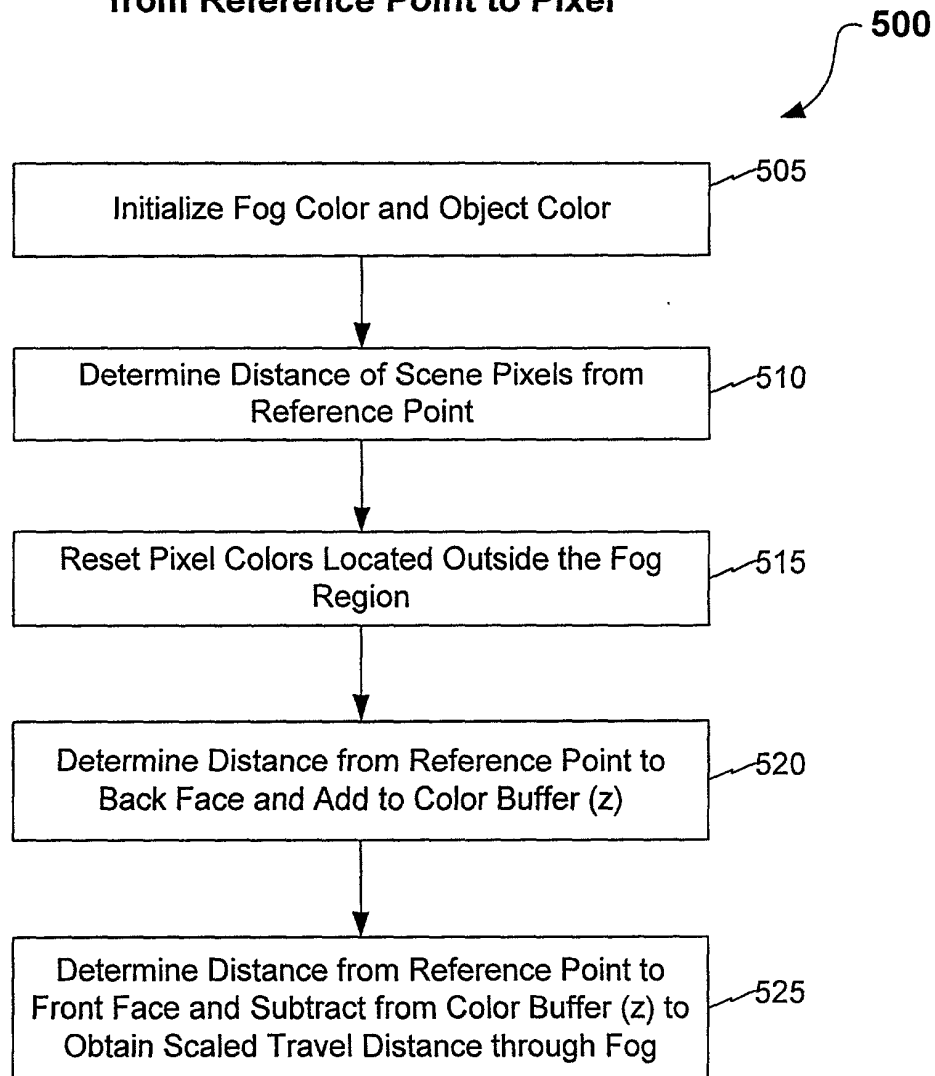 from Reference Point to Pixel
500
505
Initialize Fog Color and Object Color
510
Determine Distance of Scene Pixels from
Reference Point
515
Reset Pixel Colors Located Outside the Fog
Region
520
Determine Distance from Reference Point to
Back Face and Add to Color Buffer (z)
525
Determine Distance from Reference Point to
Front Face and Subtract from Color Buffer (z) to
Obtain Scaled Travel Distance through Fog